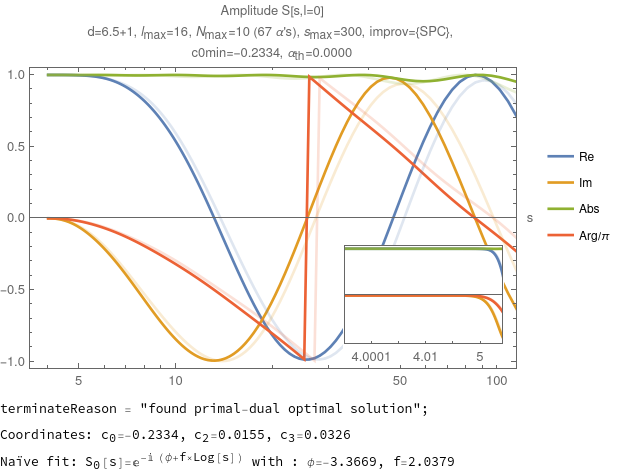 Amplitude S[s,l=0]
d=6.5+1, lmax=16, Nmax=10 (67 α's), smax=300, improv={SPC},
c0min=-0.2334, αth=0.0000
1.0
0.5
0.0
-0.5
-1.0
s
5
10
50
100
4.0001
4.01
5
Re
Im
Abs
Arg/π
terminateReason = "found primal-dual optimal solution";
Coordinates: c0=-0.2334, c2=0.0155, c3=0.0326
Naïve fit: S0[s]=e^-i (ϕ+f*Log[s]) with : ϕ=-3.3669, f=2.0379